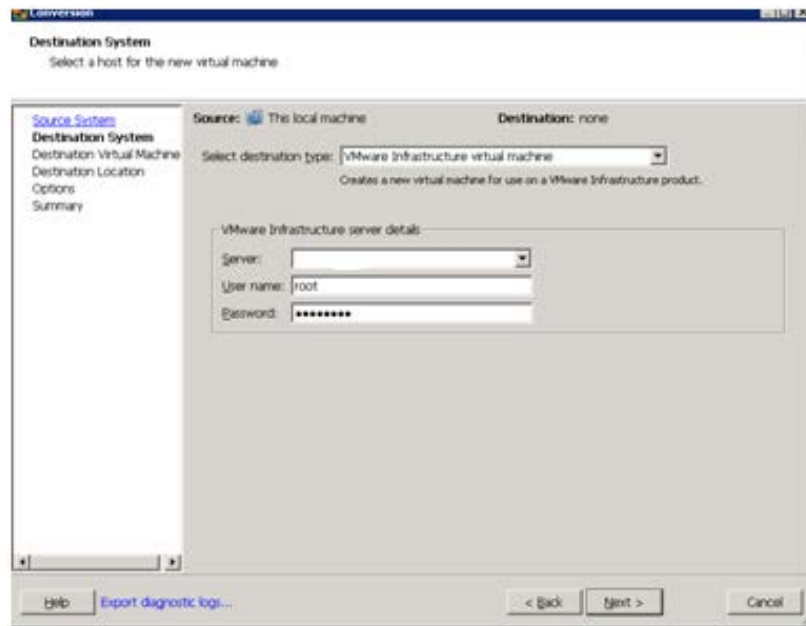 Conversion
Destination System
Select a host for the new virtual machine
Source System
Destination System
Destination Virtual Machine
Destination Location
Options
Summary
Source: This local machine
Destination: none
Select destination type: VMware Infrastructure virtual machine
Creates a new virtual machine for use on a VMware Infrastructure product.
VMware Infrastructure server details
Server:
User name: root
Password: ••••••••
Help
Export diagnostic logs...
< Back
Next >
Cancel